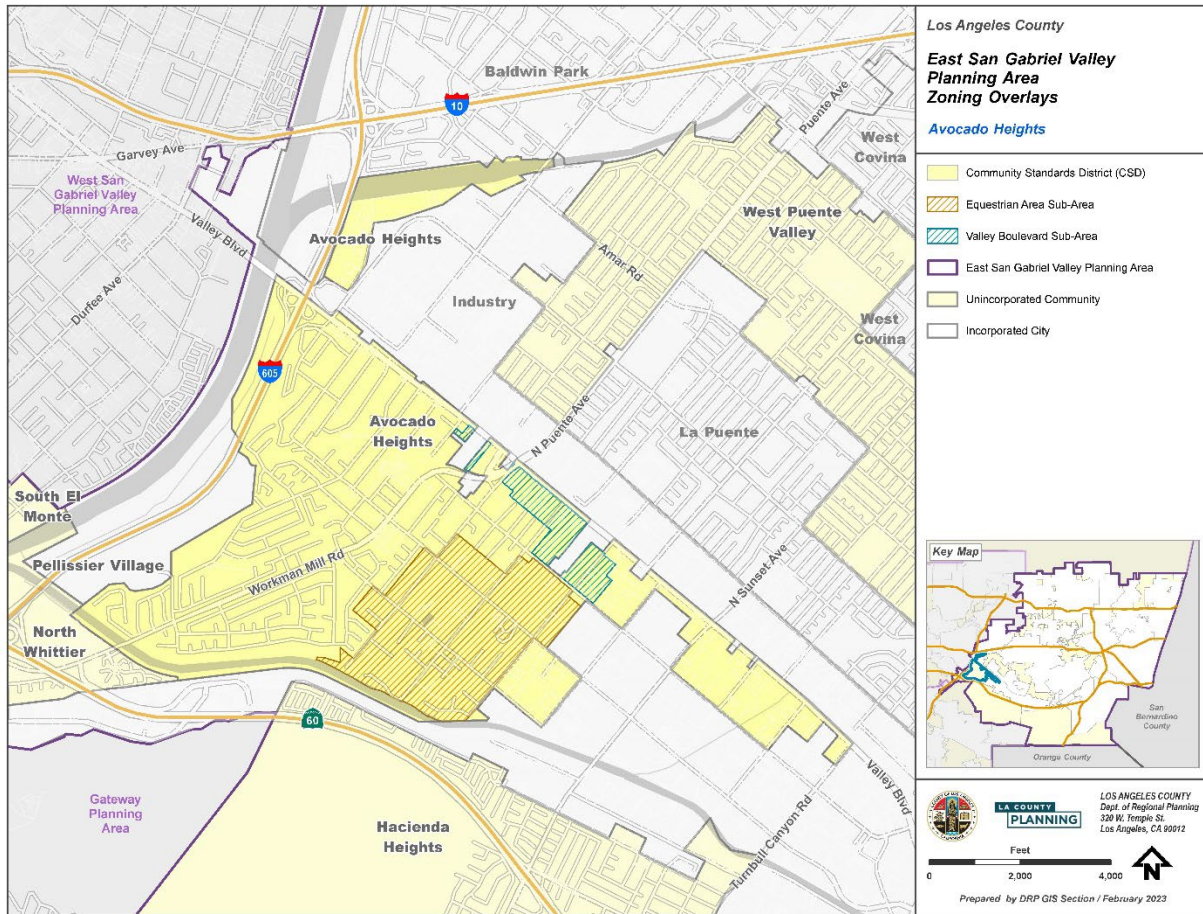 Los Angeles County
East San Gabriel Valley
Planning Area
Zoning Overlays
Avocado Heights
Community Standards District (CSD)
Equestrian Area Sub-Area
Valley Boulevard Sub-Area
East San Gabriel Valley Planning Area
Unincorporated Community
Incorporated City
Baldwin Park
10
Puente Ave
West
Covina
Garvey Ave
West San
Gabriel Valley
Planning Area
Valley Blvd
Avocado Heights
West Puente
Valley
Amar Rd
Durfee Ave
Industry
West
Covina
605
Avocado
Heights
N Puente Ave
La Puente
South El
Monte
Pellissier Village
Workman Mill Rd
N Sunset Ave
North
Whittier
60
Valley Blvd
Gateway
Planning
Area
Hacienda
Heights
Turnbull Canyon Rd
Key Map
San
Bernardino
County
Orange County
LA COUNTY
PLANNING
LOS ANGELES COUNTY
Dept. of Regional Planning
320 W. Temple St.
Los Angeles, CA 90012
Feet
0
2,000
4,000
N
Prepared by DRP GIS Section / February 2023